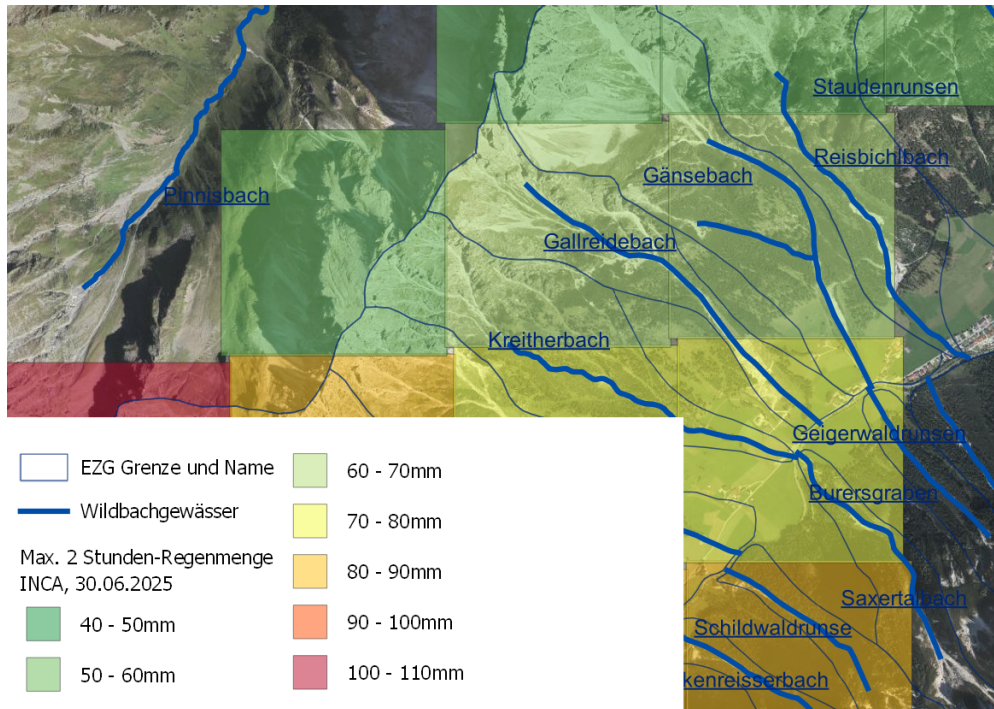 Staudenrunsen
Reisbichlbach
Gänsebach
Pinnisbach
Gallreidebach
Kreitherbach
Geigerwaldrunsen
Burersgraben
Saxertalbach
Schildwaldrunse
kenreisserbach
EZG Grenze und Name
Wildbachgewässer
Max. 2 Stunden-Regenmenge
INCA, 30.06.2025
40 - 50mm
50 - 60mm
60 - 70mm
70 - 80mm
80 - 90mm
90 - 100mm
100 - 110mm